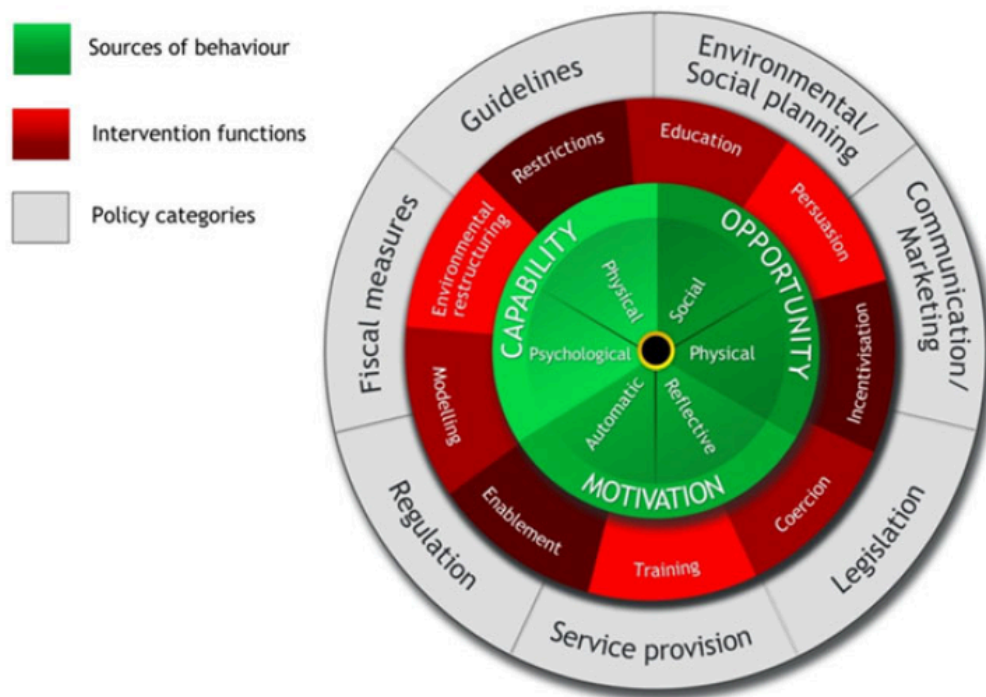 Sources of behaviour
Intervention functions
Policy categories
Guidelines
Environmental/
Social planning
Communication/
Marketing
Legislation
Service provision
Regulation
Fiscal measures
Restrictions
Education
Persuasion
Incentivisation
Coercion
Training
Enablement
Modelling
Environmental
restructuring
CAPABILITY
OPPORTUNITY
MOTIVATION
Physical
Social
Physical
Reflective
Automatic
Psychological